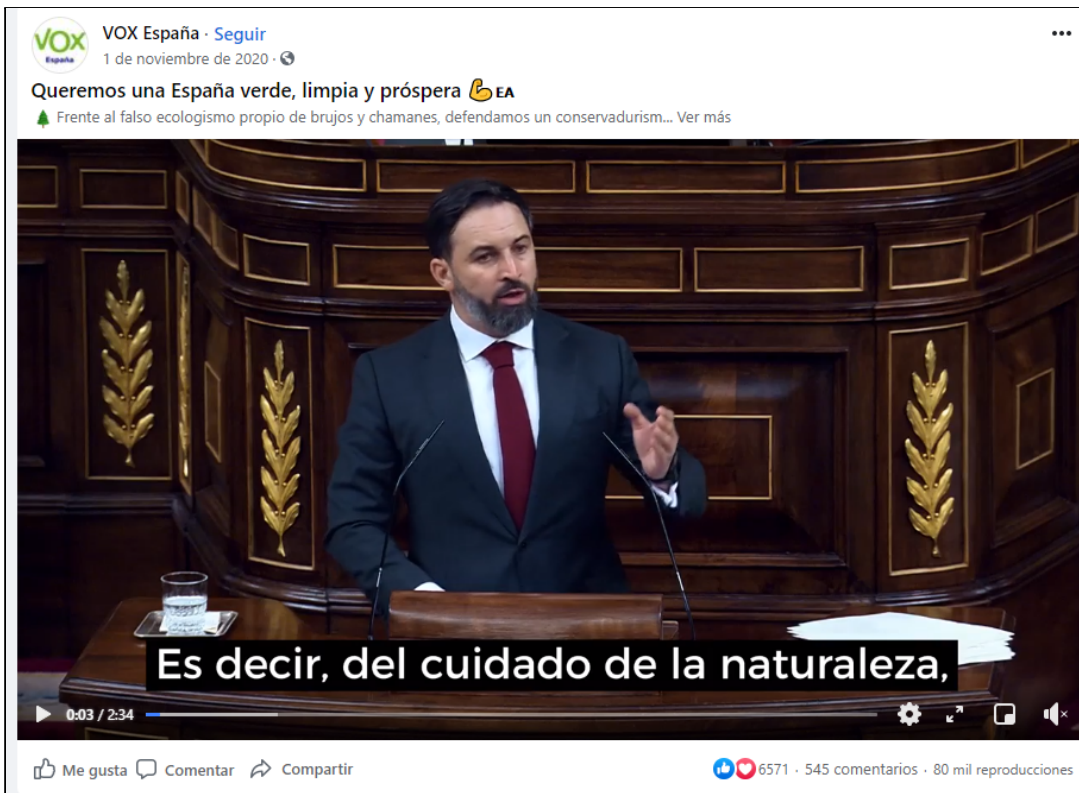 VOX
España
VOX España · Seguir
1 de noviembre de 2020 ·
Queremos una España verde, limpia y próspera 💪ᴇᴀ
🌲 Frente al falso ecologismo propio de brujos y chamanes, defendamos un conservadurism... Ver más
Es decir, del cuidado de la naturaleza,
0:03 / 2:34
Me gusta Comentar Compartir 6571 · 545 comentarios · 80 mil reproducciones